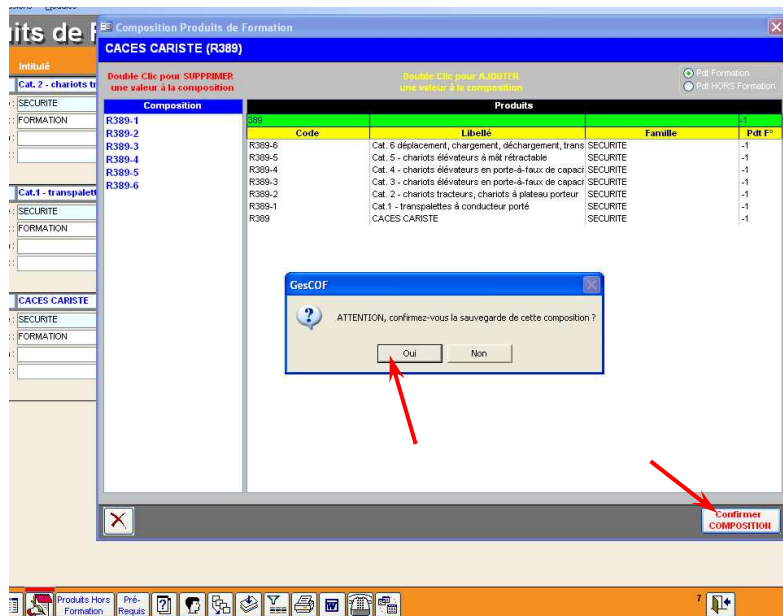 its de F
Intitulé
Cat. 2 - chariots tr
SECURITE
FORMATION
Cat.1 - transpalett
SECURITE
FORMATION
CACES CARISTE
SECURITE
FORMATION
Composition Produits de Formation
CACES CARISTE (R389)
Double Clic pour SUPPRIMER
une valeur à la composition
Double Clic pour AJOUTER
une valeur à la composition
Pdt Formation
Pdt HORS Formation
Composition
R389-1
R389-2
R389-3
R389-4
R389-5
R389-6
Produits
389 -1
Code Libellé Famille Pdt F°
R389-6 Cat. 6 déplacement, chargement, déchargement, trans SECURITE -1
R389-5 Cat. 5 - chariots élévateurs à mât rétractable SECURITE -1
R389-4 Cat. 4 - chariots élévateurs en porte-à-faux de capaci SECURITE -1
R389-3 Cat. 3 - chariots élévateurs en porte-à-faux de capaci SECURITE -1
R389-2 Cat. 2 - chariots tracteurs, chariots à plateau porteur SECURITE -1
R389-1 Cat.1 - transpalettes à conducteur porté SECURITE -1
R389 CACES CARISTE SECURITE -1
GesCOF
ATTENTION, confirmez-vous la sauvegarde de cette composition ?
Oui Non
Confirmer
COMPOSITION
Produits Hors
Formation
Pré-
Requis
7